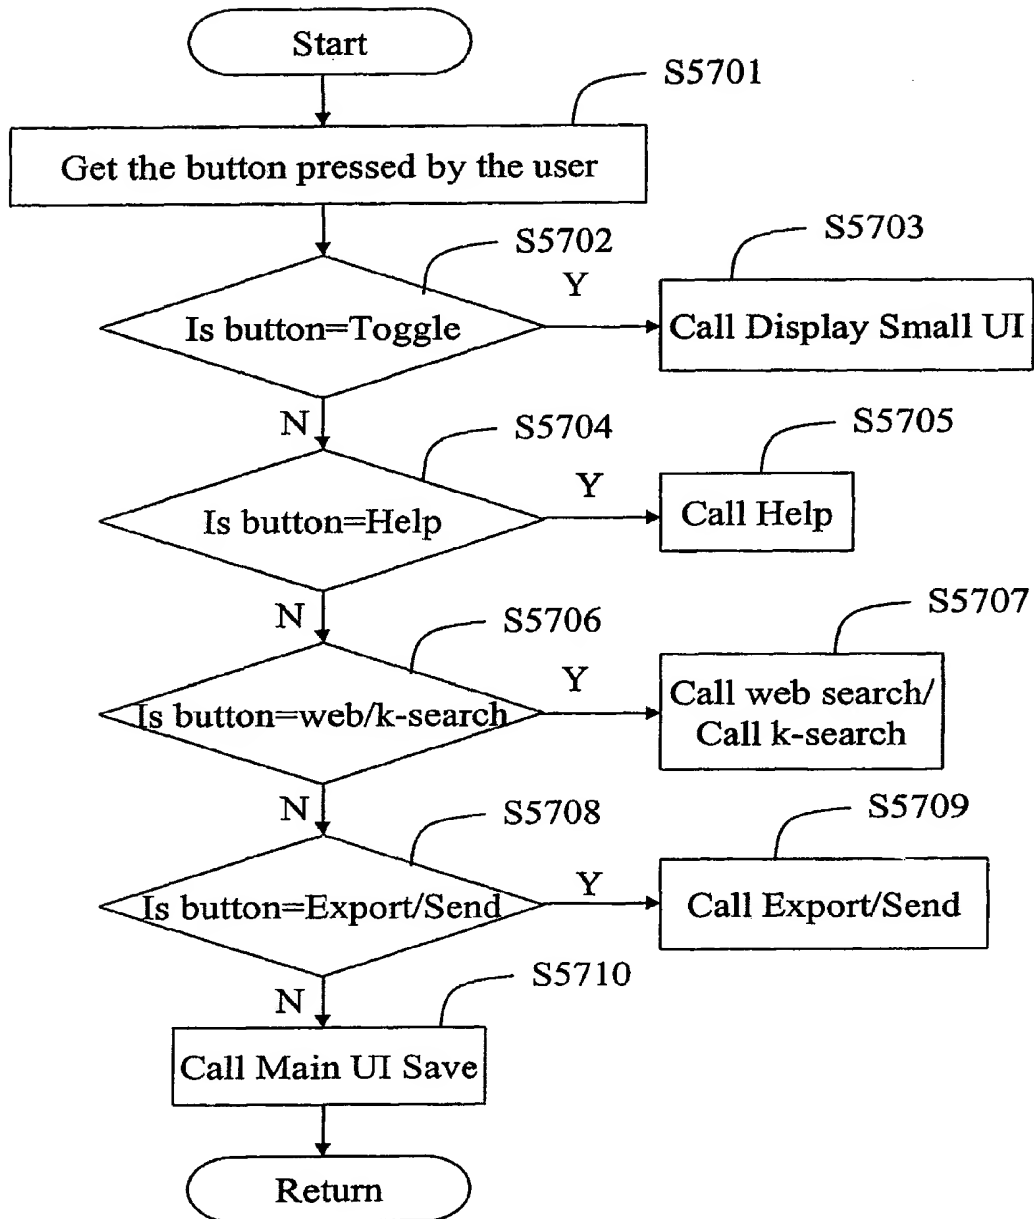 Start
S5701
Get the button pressed by the user
S5702
Y
S5703
Is button=Toggle
Call Display Small UI
N
S5704
Y
S5705
Is button=Help
Call Help
N
S5706
Y
S5707
Is button=web/k-search
Call web search/
Call k-search
N
S5708
Y
S5709
Is button=Export/Send
Call Export/Send
N
S5710
Call Main UI Save
Return